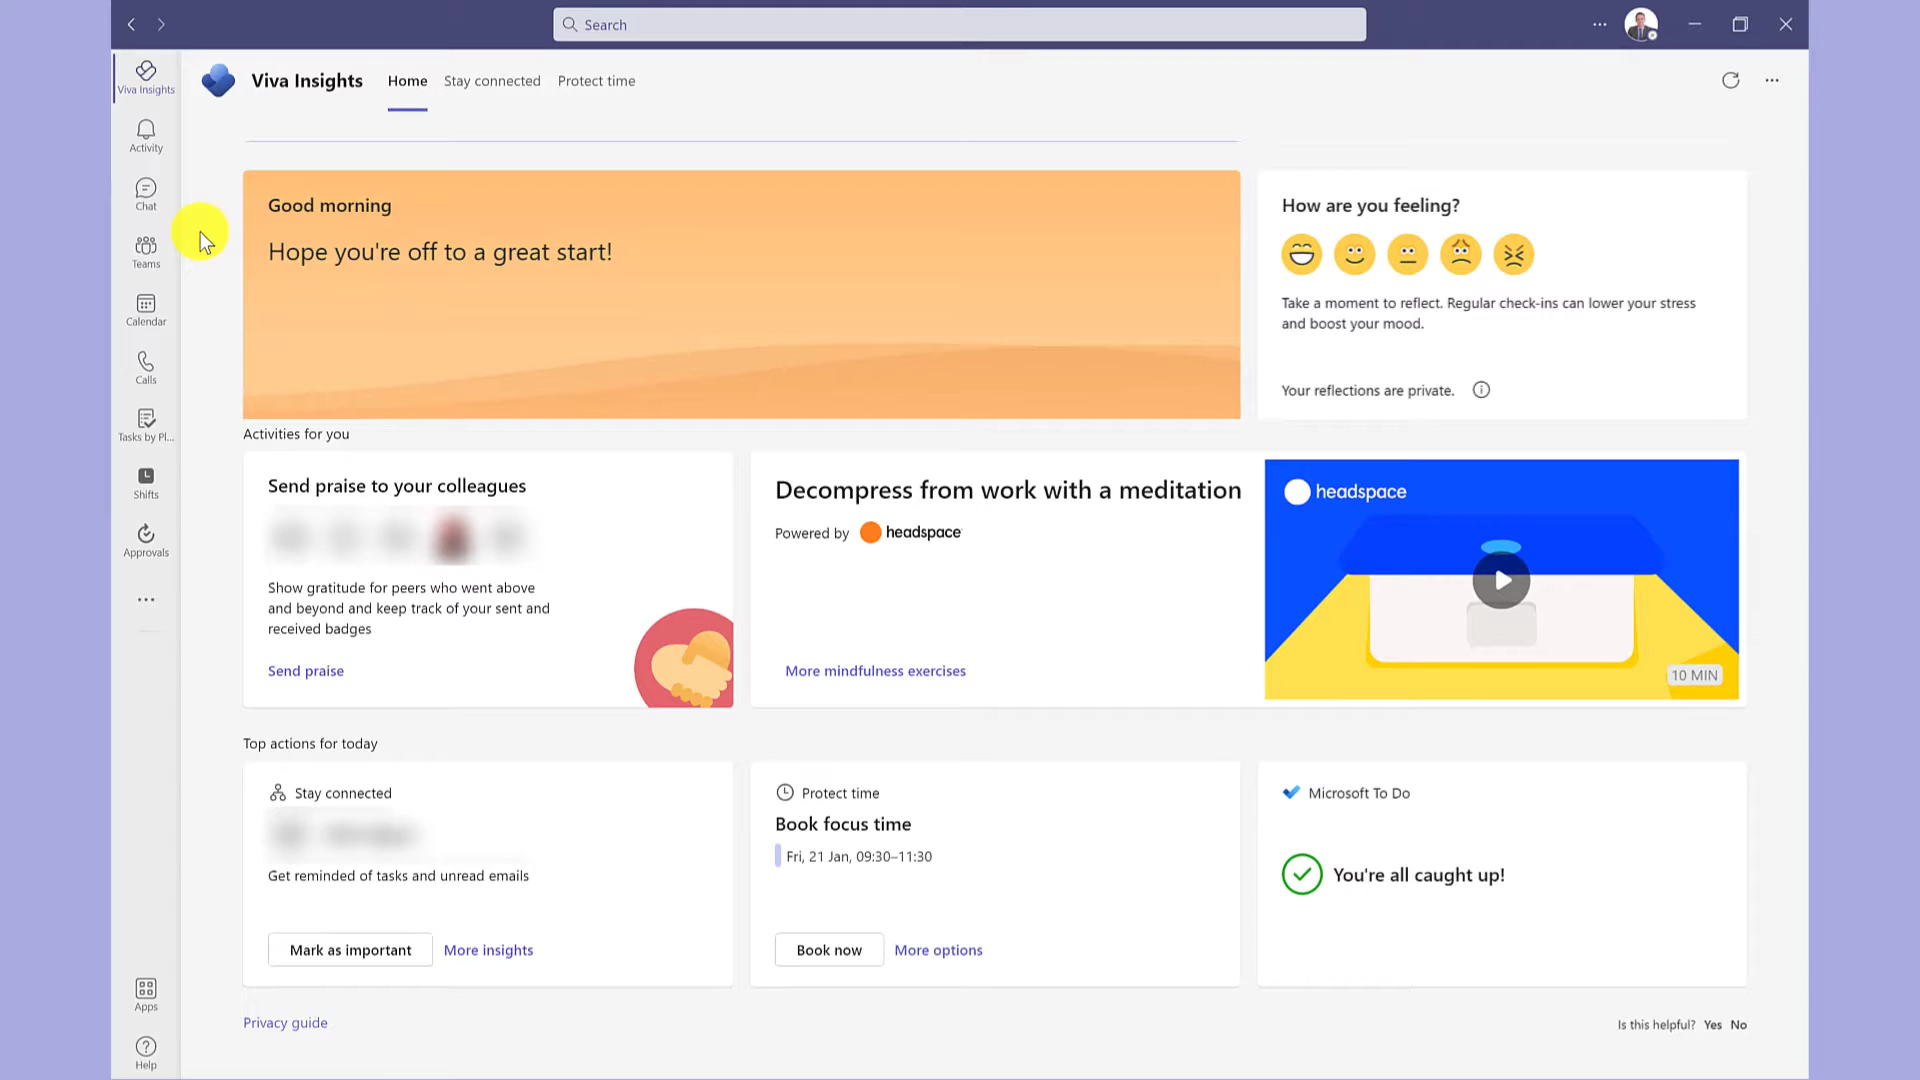 Search
Viva Insights
Activity
Chat
Teams
Calendar
Calls
Tasks by Pl...
Shifts
Approvals
Apps
Help
Viva Insights
Home
Stay connected
Protect time
Good morning
Hope you're off to a great start!
How are you feeling?
Take a moment to reflect. Regular check-ins can lower your stress
and boost your mood.
Your reflections are private.
Activities for you
Send praise to your colleagues
Show gratitude for peers who went above
and beyond and keep track of your sent and
received badges
Send praise
Decompress from work with a meditation
Powered by headspace
More mindfulness exercises
headspace
10 MIN
Top actions for today
Stay connected
Get reminded of tasks and unread emails
Mark as important
More insights
Protect time
Book focus time
Fri, 21 Jan, 09:30–11:30
Book now
More options
Microsoft To Do
You're all caught up!
Privacy guide
Is this helpful? Yes No